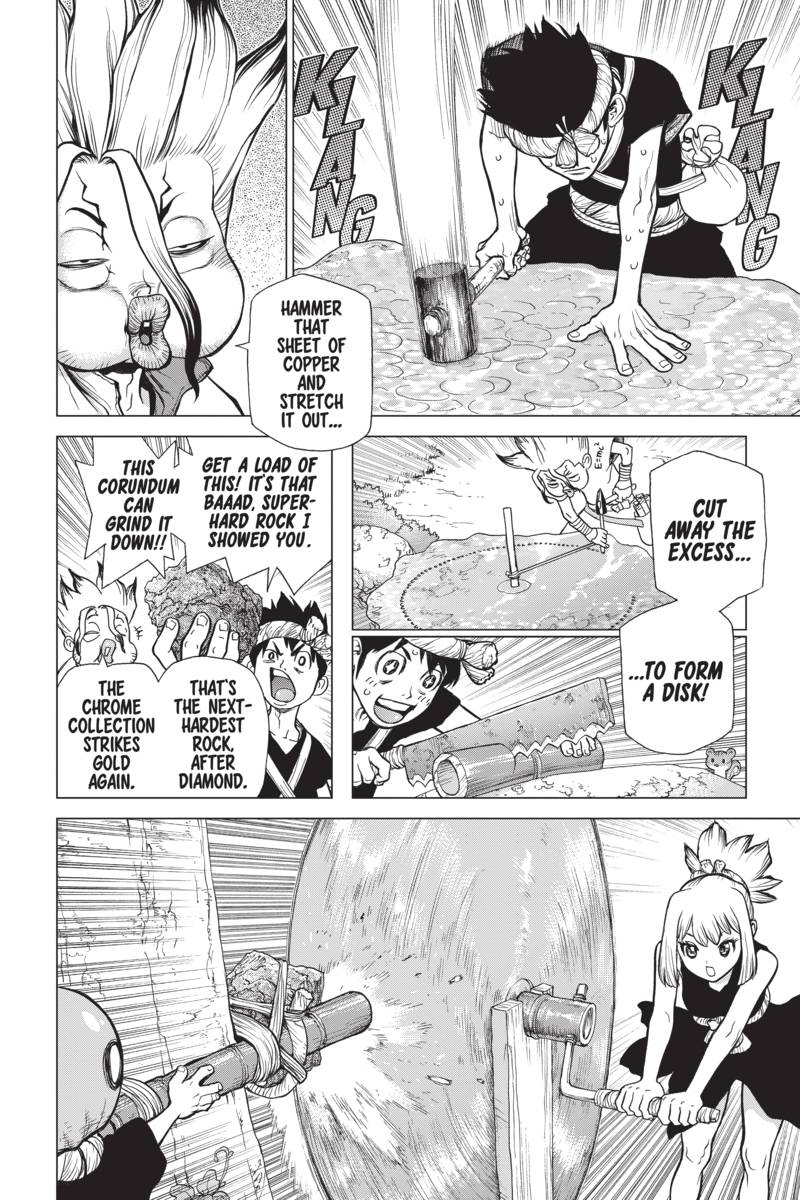 KLANG
KLANG
HAMMER
THAT
SHEET OF
COPPER
AND
STRETCH
IT OUT...
CUT
AWAY THE
EXCESS...
E=mc²
...TO FORM
A DISK!
GET A LOAD OF
THIS! IT'S THAT
BAAAD, SUPER-
HARD ROCK I
SHOWED YOU.
THIS
CORUNDUM
CAN
GRIND IT
DOWN!!
THAT'S
THE NEXT-
HARDEST
ROCK,
AFTER
DIAMOND.
THE
CHROME
COLLECTION
STRIKES
GOLD
AGAIN.